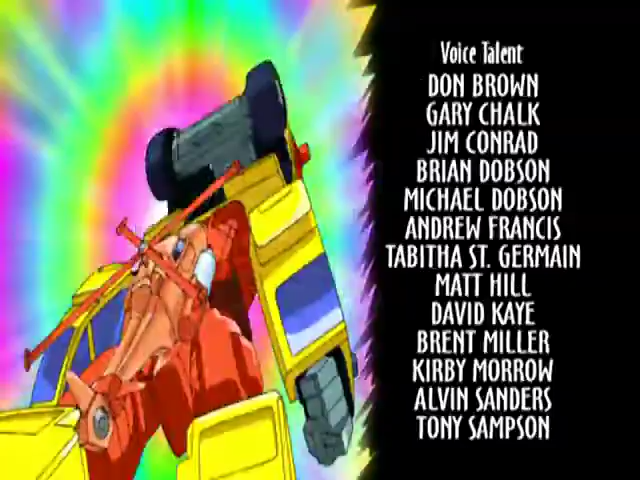 Voice Talent
DON BROWN
GARY CHALK
JIM CONRAD
BRIAN DOBSON
MICHAEL DOBSON
ANDREW FRANCIS
TABITHA ST. GERMAIN
MATT HILL
DAVID KAYE
BRENT MILLER
KIRBY MORROW
ALVIN SANDERS
TONY SAMPSON